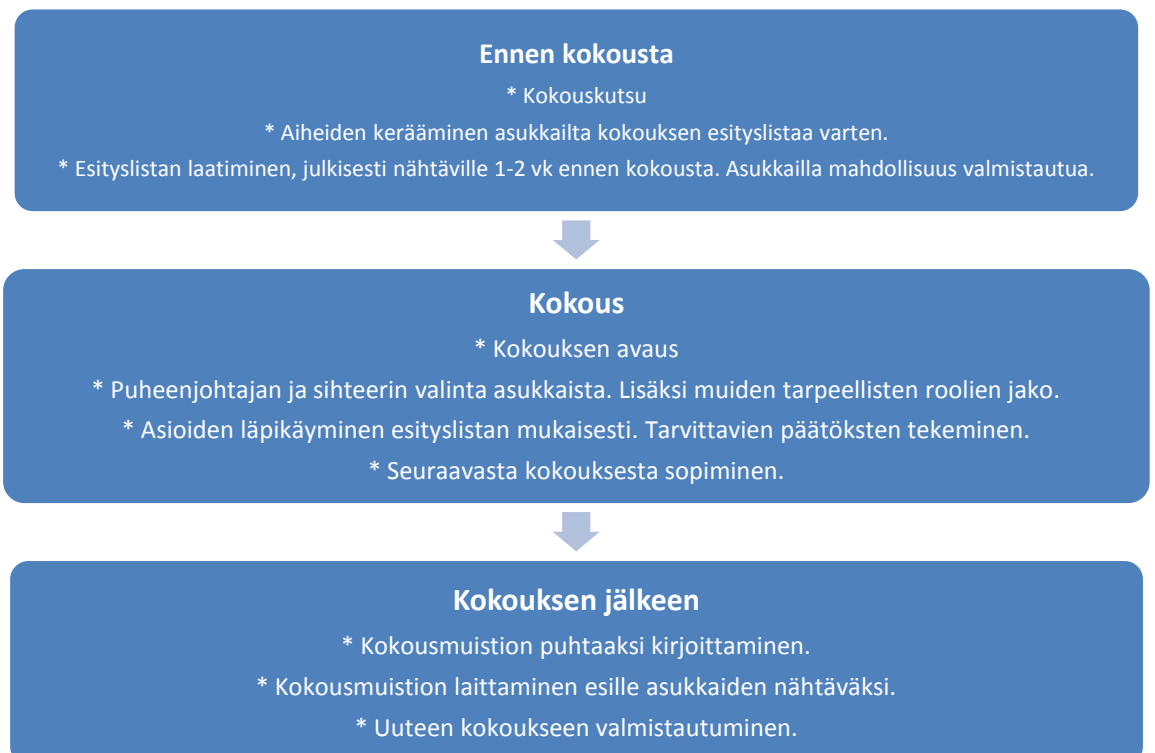 Ennen kokousta
* Kokouskutsu
* Aiheiden kerääminen asukkailta kokouksen esityslistaa varten.
* Esityslistan laatiminen, julkisesti nähtäville 1-2 vk ennen kokousta. Asukkailla mahdollisuus valmistautua.
Kokous
* Kokouksen avaus
* Puheenjohtajan ja sihteerin valinta asukkaista. Lisäksi muiden tarpeellisten roolien jako.
* Asioiden läpikäyminen esityslistan mukaisesti. Tarvittavien päätöksten tekeminen.
* Seuraavasta kokouksesta sopiminen.
Kokouksen jälkeen
* Kokousmuistion puhtaaksi kirjoittaminen.
* Kokousmuistion laittaminen esille asukkaiden nähtäväksi.
* Uuteen kokoukseen valmistautuminen.